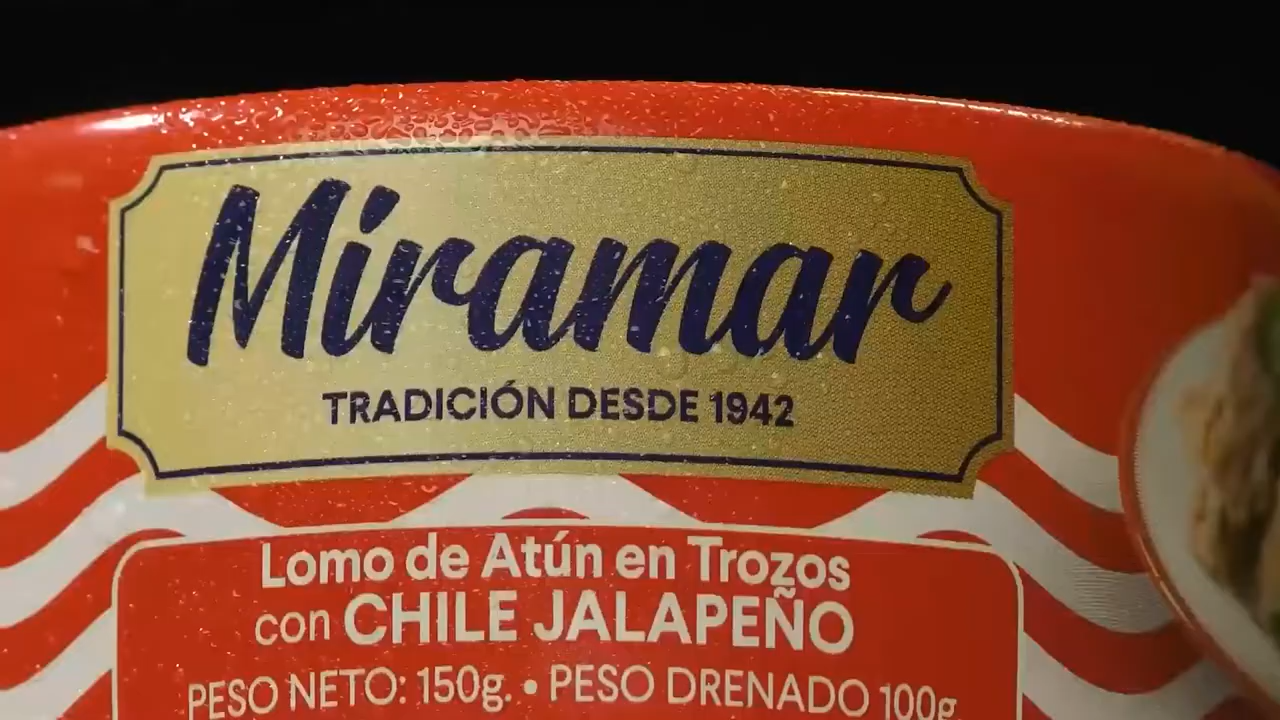 Miramar
TRADICIÓN DESDE 1942
Lomo de Atún en Trozos
con CHILE JALAPEÑO
PESO NETO: 150g. • PESO DRENADO 100g